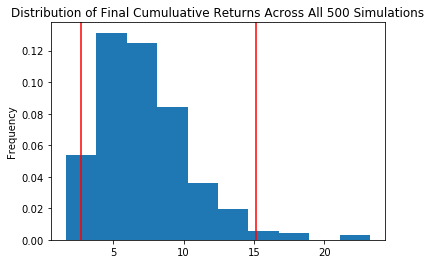 Distribution of Final Cumuluative Returns Across All 500 Simulations
0.12
0.10
0.08
0.06
0.04
0.02
0.00
Frequency
5 10 15 20